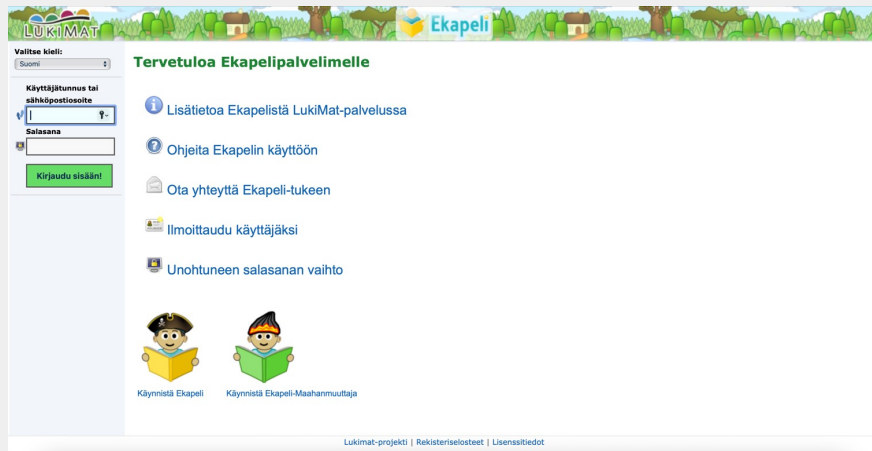 LUKIMAT
Ekapeli
Valitse kieli:
Suomi
Käyttäjätunnus tai
sähköpostiosoite
Salasana
Kirjaudu sisään!
Tervetuloa Ekapelipalvelimelle
Lisätietoa Ekapelistä LukiMat-palvelussa
Ohjeita Ekapelin käyttöön
Ota yhteyttä Ekapeli-tukeen
Ilmoittaudu käyttäjäksi
Unohtuneen salasanan vaihto
Käynnistä Ekapeli
Käynnistä Ekapeli-Maahanmuuttaja
Lukimat-projekti | Rekisteriselosteet | Lisenssitiedot